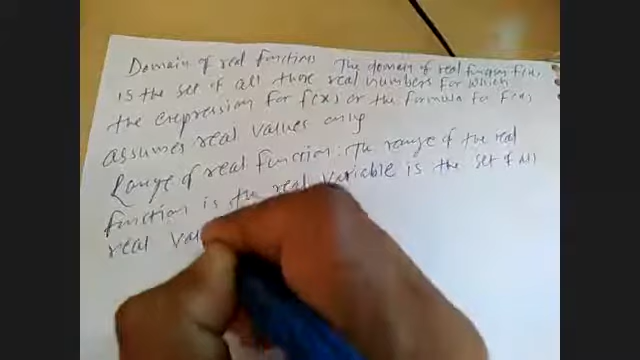 Domain of real function The domain of real function f(x)
is the set of all those real numbers for which
the expression for f(x) or the formula for f(x)
assumes real values only
Range of real function: The range of the real
function is the real variable is the set of all
real